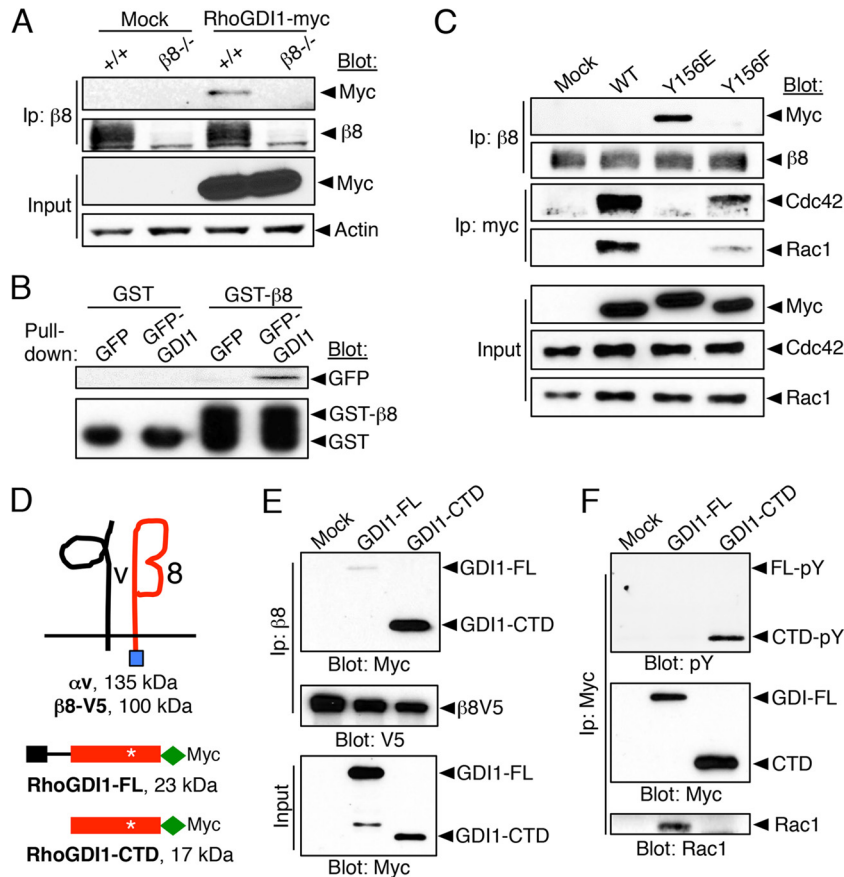 A
Mock
RhoGDI1-myc
+/+
β8-/-
+/+
β8-/-
Blot:
Ip: β8
Myc
β8
Input
Myc
Actin
B
GST
GST-β8
Pull-
down:
GFP
GFP-
GDI1
GFP
GFP-
GDI1
Blot:
GFP
GST-β8
GST
C
Mock
WT
Y156E
Y156F
Blot:
Ip: β8
Myc
β8
Ip: myc
Cdc42
Rac1
Input
Myc
Cdc42
Rac1
D
v
8
αv, 135 kDa
β8-V5, 100 kDa
* Myc
RhoGDI1-FL, 23 kDa
* Myc
RhoGDI1-CTD, 17 kDa
E
Mock
GDI1-FL
GDI1-CTD
Ip: β8
GDI1-FL
GDI1-CTD
Blot: Myc
β8V5
Blot: V5
Input
GDI1-FL
GDI1-CTD
Blot: Myc
F
Mock
GDI1-FL
GDI1-CTD
Ip: Myc
FL-pY
CTD-pY
Blot: pY
GDI-FL
CTD
Blot: Myc
Rac1
Blot: Rac1